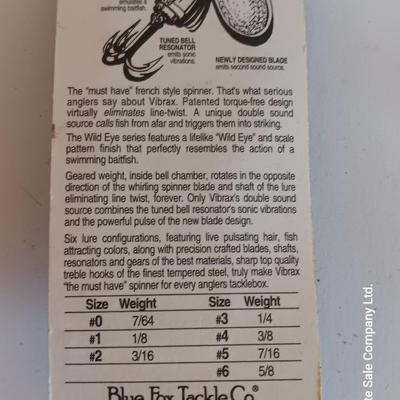 emulates a
swimming baitfish.
TUNED BELL
RESONATOR
emits sonic
vibrations.
NEWLY DESIGNED BLADE
emits second sound source.
The "must have" french style spinner. That's what serious
anglers say about Vibrax. Patented torque-free design
virtually eliminates line-twist. A unique double sound
source calls fish from afar and triggers them into striking.
The Wild Eye series features a lifelike "Wild Eye" and scale
pattern finish that perfectly resembles the action of a
swimming baitfish.
Geared weight, inside bell chamber, rotates in the opposite
direction of the whirling spinner blade and shaft of the lure
eliminating line twist, forever. Only Vibrax's double sound
source combines the tuned bell resonator's sonic vibrations
and the powerful pulse of the new blade design.
Six lure configurations, featuring live pulsating hair, fish
attracting colors, along with precision crafted blades, shafts,
resonators and gears of the best materials, sharp top quality
treble hooks of the finest tempered steel, truly make Vibrax
"the must have" spinner for every anglers tacklebox.
Size Weight Size Weight
#0 7/64 #3 1/4
#1 1/8 #4 3/8
#2 3/16 #5 7/16
#6 5/8
Blue Fox Tackle Co®
Sale Company Ltd.